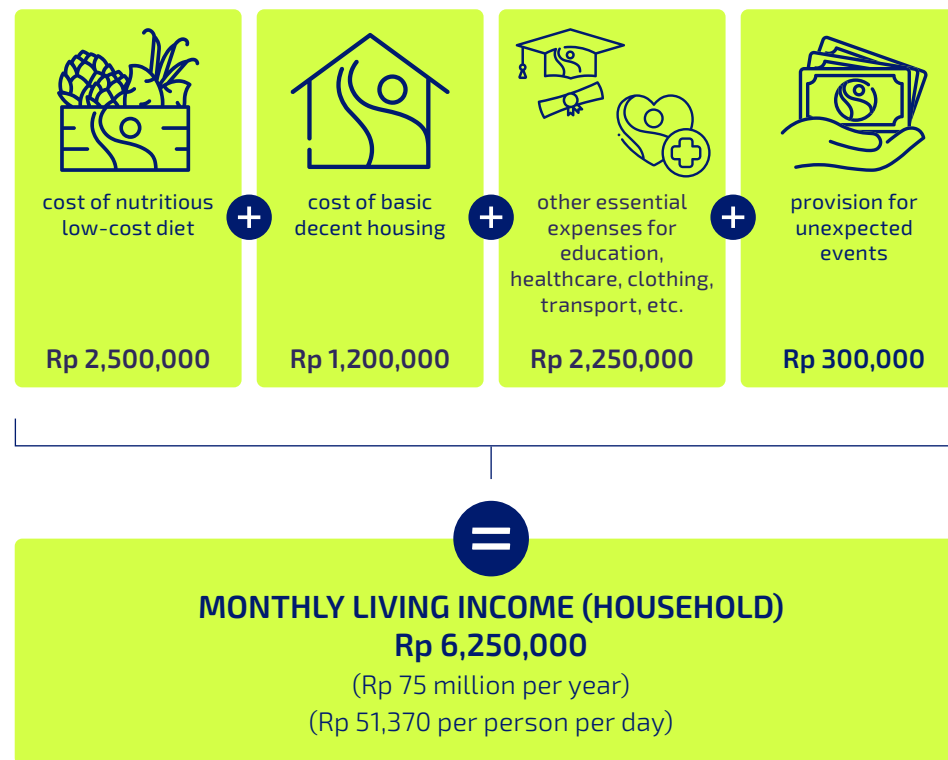 cost of nutritious
low-cost diet
Rp 2,500,000
+
cost of basic
decent housing
Rp 1,200,000
+
other essential
expenses for
education,
healthcare, clothing,
transport, etc.
Rp 2,250,000
+
provision for
unexpected
events
Rp 300,000
=
MONTHLY LIVING INCOME (HOUSEHOLD)
Rp 6,250,000
(Rp 75 million per year)
(Rp 51,370 per person per day)